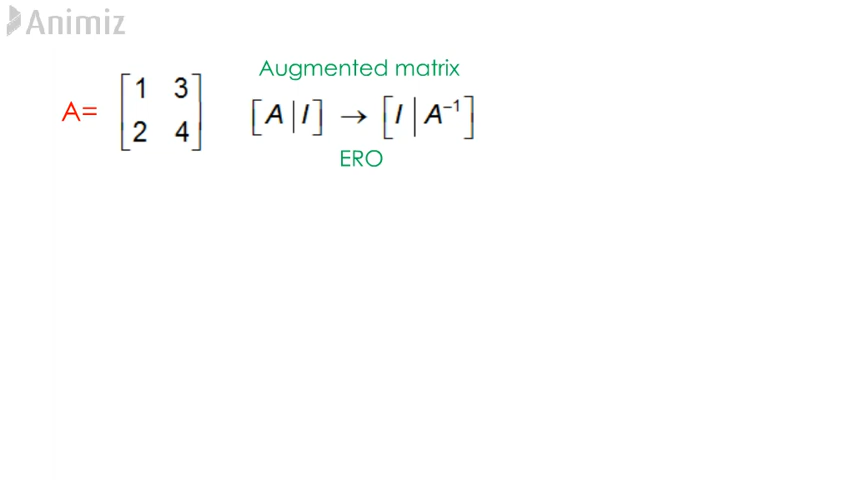 Animiz
Augmented matrix
A= [1 3
2 4] [A|I] → [I|A⁻¹]
ERO